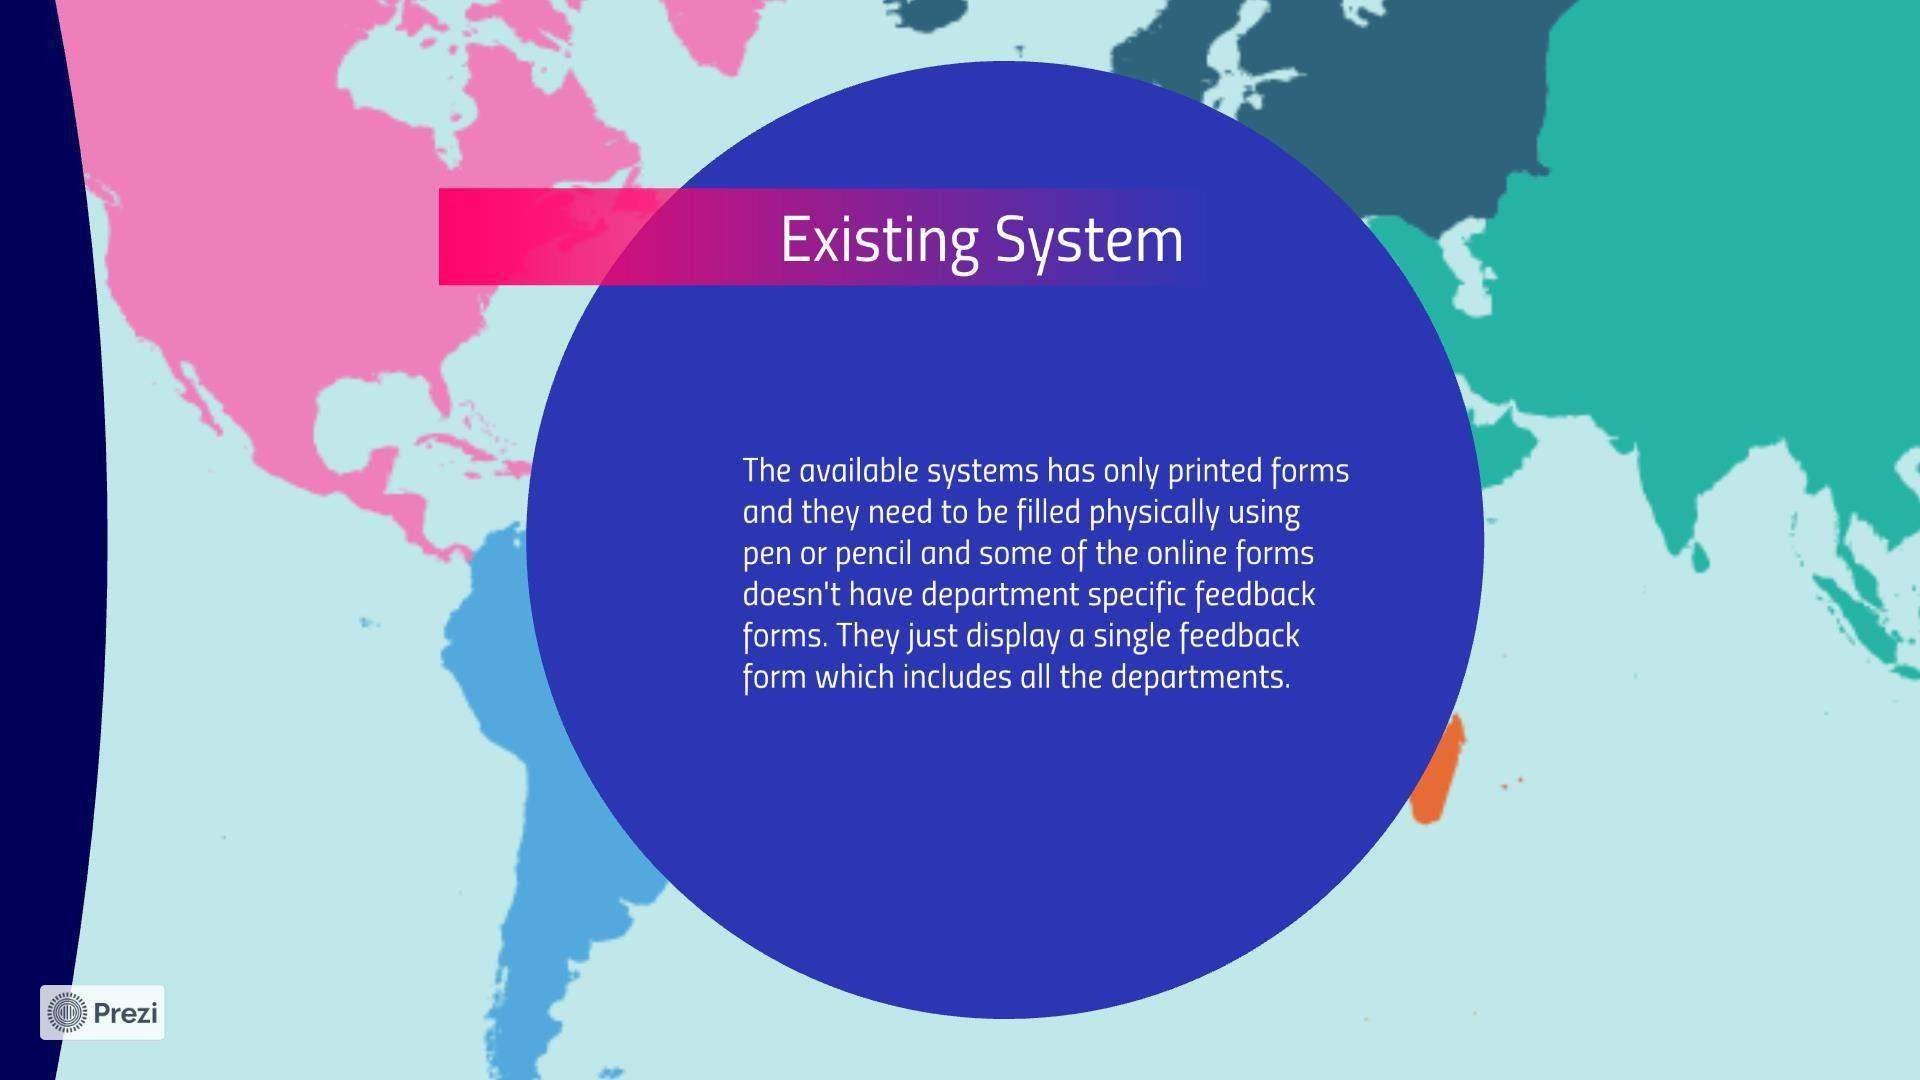 Existing System
The available systems has only printed forms
and they need to be filled physically using
pen or pencil and some of the online forms
doesn't have department specific feedback
forms. They just display a single feedback
form which includes all the departments.
Prezi